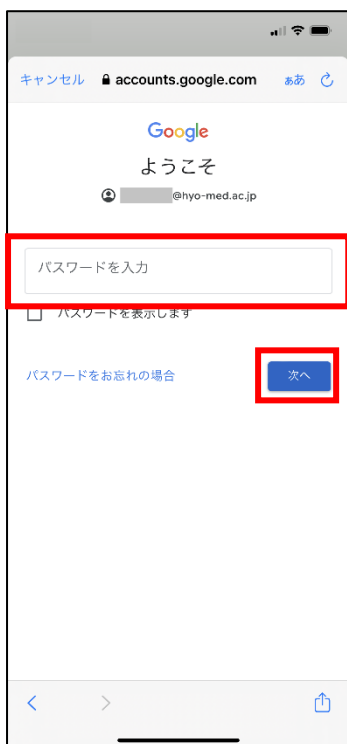 キャンセル accounts.google.com ぁあ
Google
ようこそ
@hyo-med.ac.jp
パスワードを入力
パスワードを表示します
パスワードをお忘れの場合 次へ